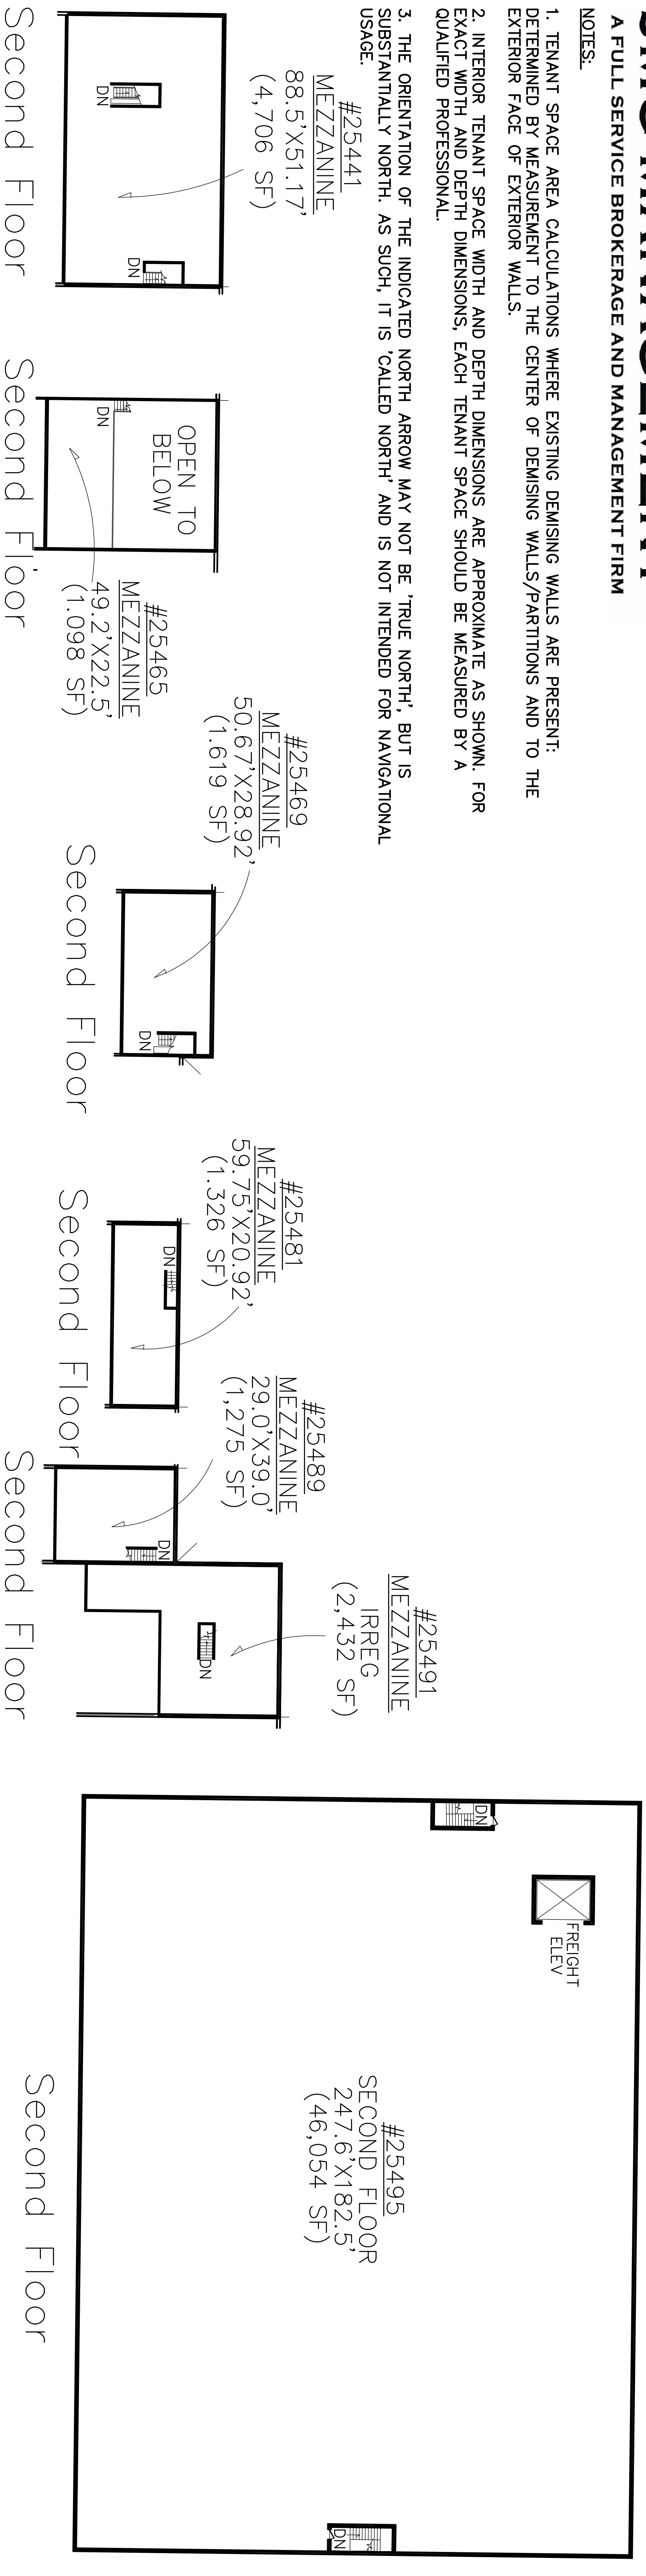 A FULL SERVICE BROKERAGE AND MANAGEMENT FIRM
NOTES:
1. TENANT SPACE AREA CALCULATIONS WHERE EXISTING DEMISING WALLS ARE PRESENT:
DETERMINED BY MEASUREMENT TO THE CENTER OF DEMISING WALLS/PARTITIONS AND TO THE
EXTERIOR FACE OF EXTERIOR WALLS.
2. INTERIOR TENANT SPACE WIDTH AND DEPTH DIMENSIONS ARE APPROXIMATE AS SHOWN. FOR
EXACT WIDTH AND DEPTH DIMENSIONS, EACH TENANT SPACE SHOULD BE MEASURED BY A
QUALIFIED PROFESSIONAL.
3. THE ORIENTATION OF THE INDICATED NORTH ARROW MAY NOT BE 'TRUE NORTH', BUT IS
SUBSTANTIALLY NORTH. AS SUCH, IT IS 'CALLED NORTH' AND IS NOT INTENDED FOR NAVIGATIONAL
USAGE.
#25441
MEZZANINE
88.5'X51.17'
(4,706 SF)
DN
DN
Second Floor
OPEN TO
BELOW
DN
#25465
MEZZANINE
49.2'X22.5'
(1.098 SF)
Second Floor
#25469
MEZZANINE
50.67'X28.92'
(1.619 SF)
DN
Second Floor
#25481
MEZZANINE
59.75'X20.92'
(1.326 SF)
DN
Second Floor
#25489
MEZZANINE
29.0'X39.0'
(1,275 SF)
DN
#25491
MEZZANINE
IRREG
(2,432 SF)
DN
Second Floor
DN
FREIGHT
ELEV
#25495
SECOND FLOOR
247.6'X182.5'
(46,054 SF)
DN
Second Floor